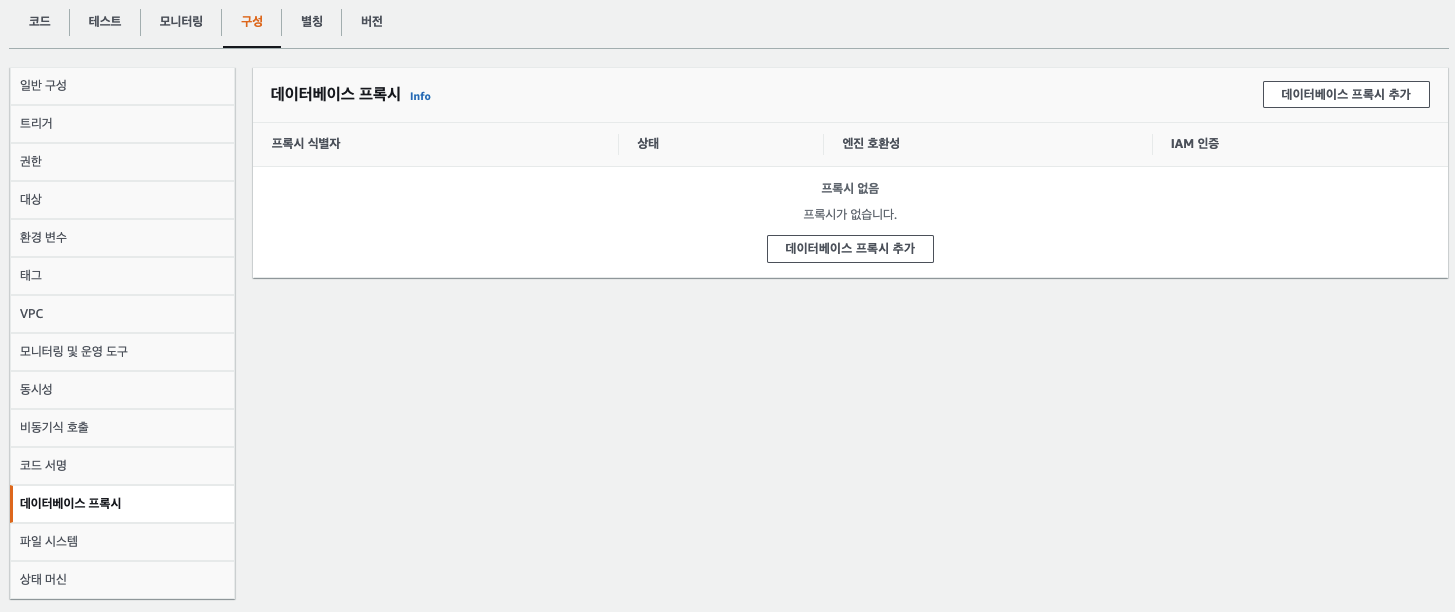 코드 테스트 모니터링 구성 별칭 버전
일반 구성
트리거
권한
대상
환경 변수
태그
VPC
모니터링 및 운영 도구
동시성
비동기식 호출
코드 서명
데이터베이스 프록시
파일 시스템
상태 머신
데이터베이스 프록시 Info 데이터베이스 프록시 추가
프록시 식별자 상태 엔진 호환성 IAM 인증
프록시 없음
프록시가 없습니다.
데이터베이스 프록시 추가